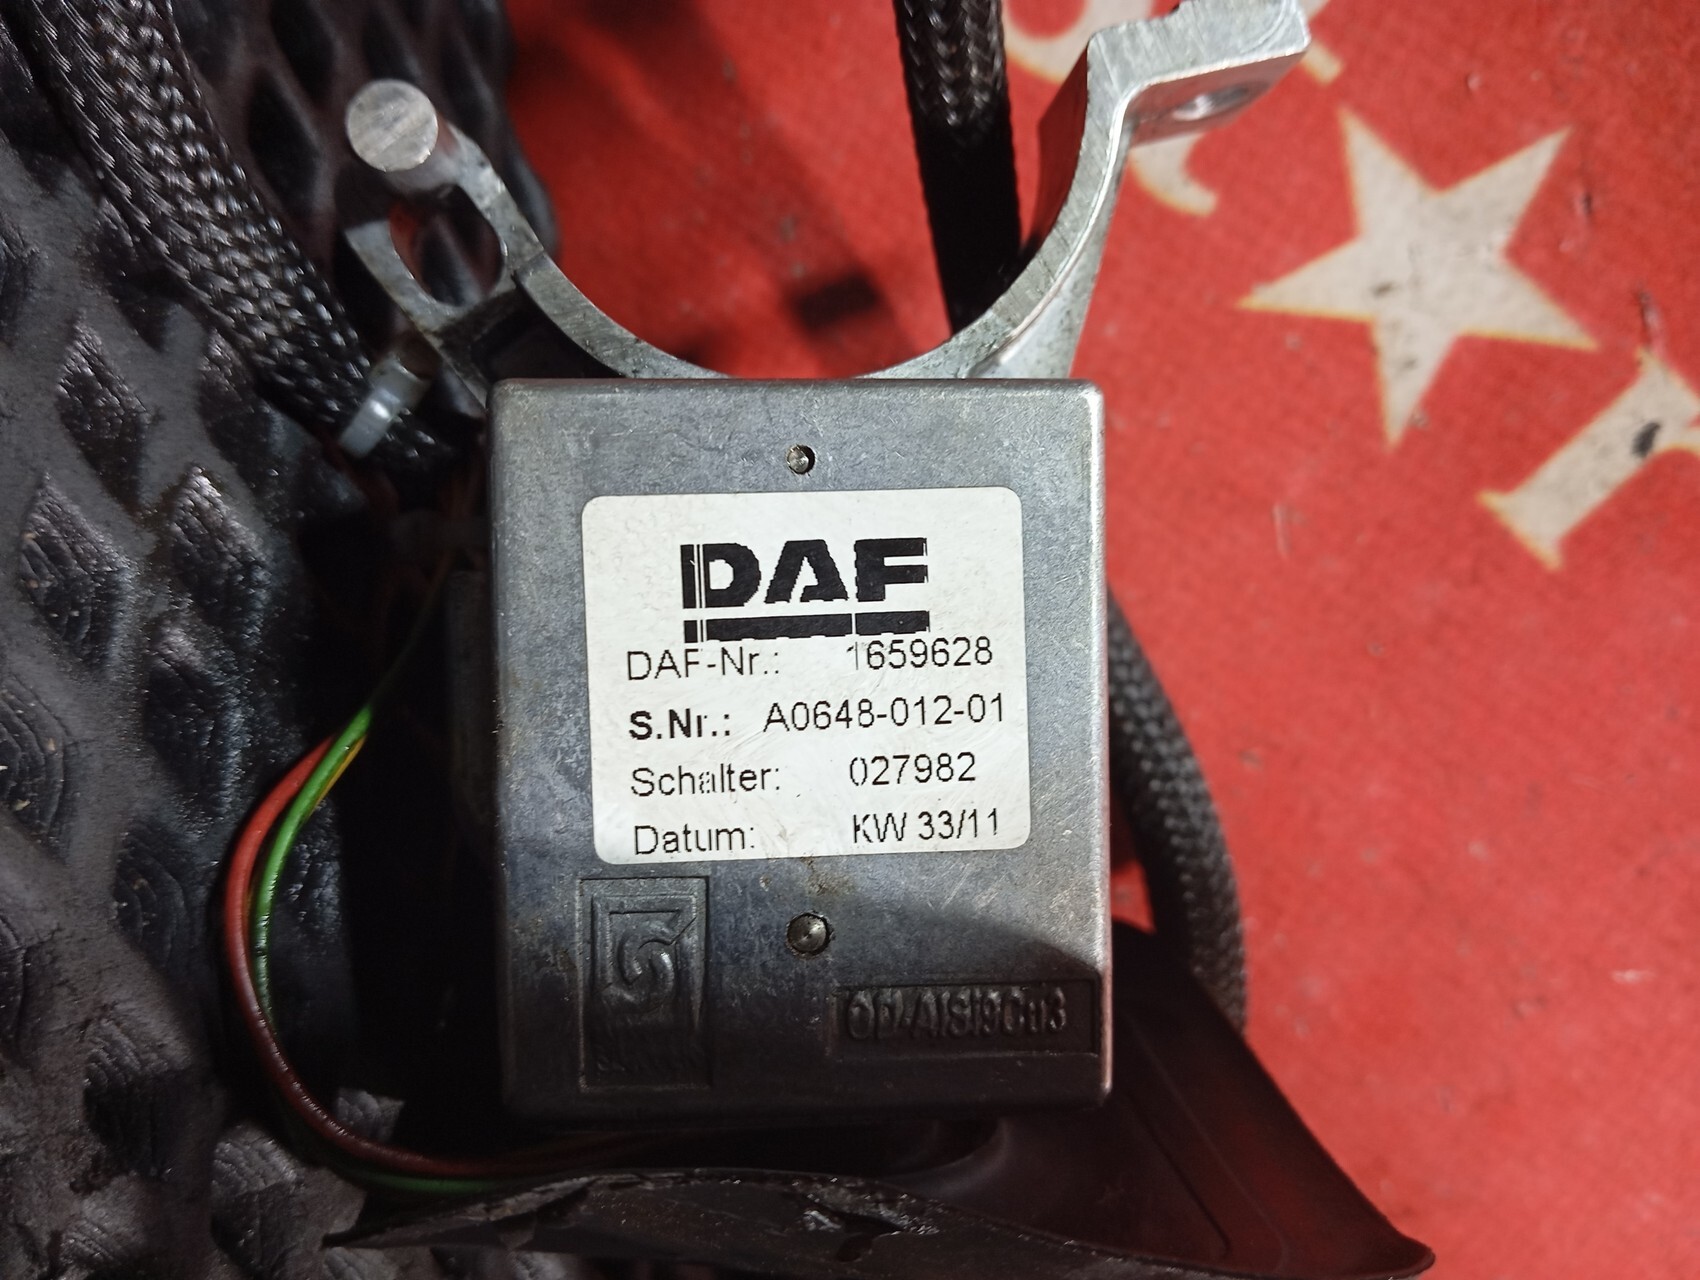 DAF
DAF-Nr.: 1659628
S.Nr.: A0648-012-01
Schalter: 027982
Datum: KW 33/11